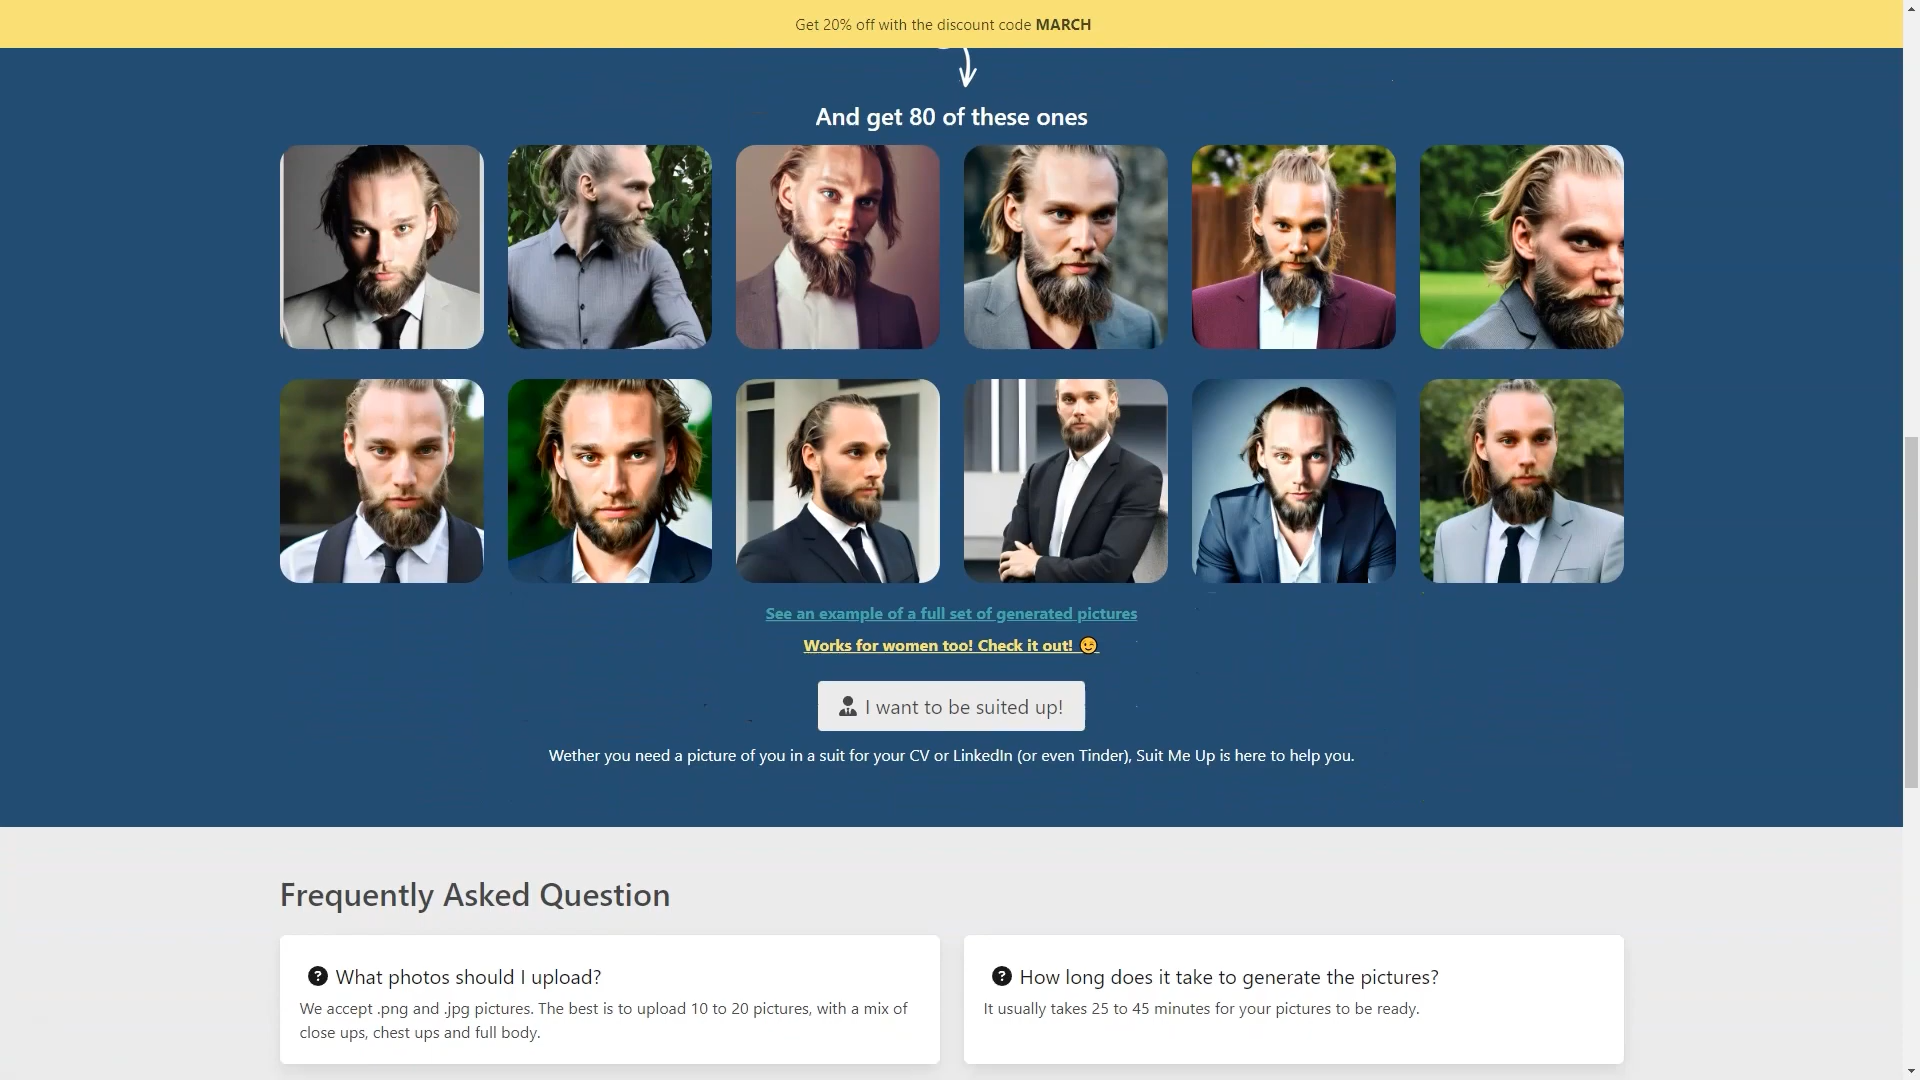 Get 20% off with the discount code MARCH
And get 80 of these ones
See an example of a full set of generated pictures
Works for women too! Check it out! 😉
I want to be suited up!
Wether you need a picture of you in a suit for your CV or LinkedIn (or even Tinder), Suit Me Up is here to help you.
Frequently Asked Question
What photos should I upload?
We accept .png and .jpg pictures. The best is to upload 10 to 20 pictures, with a mix of
close ups, chest ups and full body.
How long does it take to generate the pictures?
It usually takes 25 to 45 minutes for your pictures to be ready.